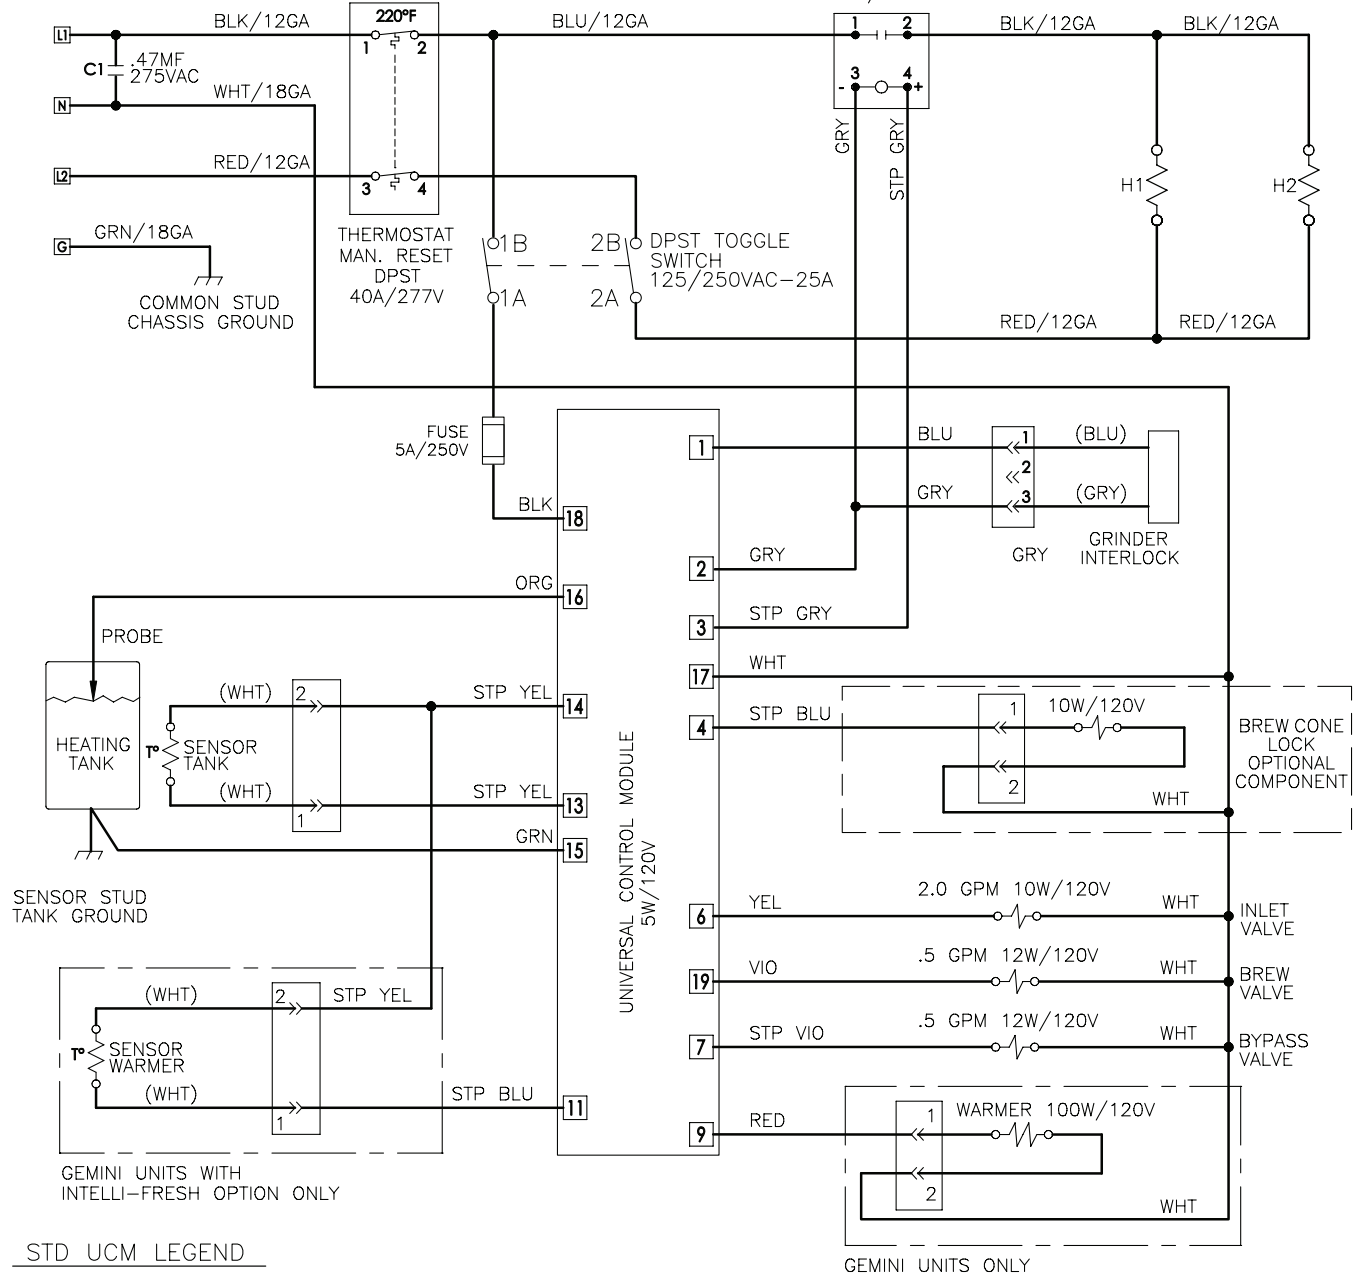 L1
BLK/12GA
220°F
1
2
BLU/12GA
1
2
BLK/12GA
BLK/12GA
C1
.47MF
275VAC
3
4
-
+
N
WHT/18GA
GRY
STP GRY
L2
RED/12GA
3
4
H1
H2
G
GRN/18GA
THERMOSTAT
MAN. RESET
DPST
40A/277V
1B
2B
DPST TOGGLE
SWITCH
125/250VAC-25A
1A
2A
COMMON STUD
CHASSIS GROUND
RED/12GA
RED/12GA
FUSE
5A/250V
1
BLU
1
(BLU)
2
GRY
3
(GRY)
BLK
18
GRINDER
INTERLOCK
GRY
2
GRY
ORG
16
3
STP GRY
PROBE
17
WHT
(WHT)
2
STP YEL
14
4
STP BLU
1
10W/120V
BREW CONE
LOCK
OPTIONAL
COMPONENT
HEATING
TANK
T°
SENSOR
TANK
2
WHT
(WHT)
1
STP YEL
13
GRN
15
UNIVERSAL CONTROL MODULE
5W/120V
SENSOR STUD
TANK GROUND
6
YEL
2.0 GPM 10W/120V
WHT
INLET
VALVE
19
VIO
.5 GPM 12W/120V
WHT
BREW
VALVE
(WHT)
2
STP YEL
7
STP VIO
.5 GPM 12W/120V
WHT
BYPASS
VALVE
T°
SENSOR
WARMER
(WHT)
1
STP BLU
11
9
RED
1
WARMER 100W/120V
2
WHT
GEMINI UNITS WITH
INTELLI-FRESH OPTION ONLY
GEMINI UNITS ONLY
STD UCM LEGEND